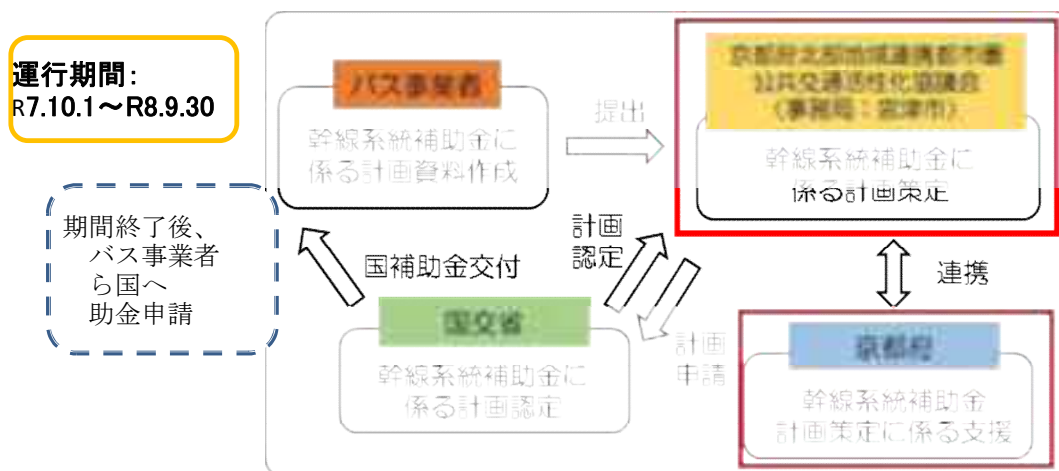 運行期間：
R7.10.1～R8.9.30
期間終了後、
バス事業者
ら国へ
助金申請
バス事業者
幹線系統補助金に
係る計画資料作成
提出
京都府北部地域連携都市圏
公共交通活性化協議会
（事務局：宮津市）
幹線系統補助金に
係る計画策定
国補助金交付
計画
認定
計画
申請
連携
国交省
幹線系統補助金に
係る計画認定
京都府
幹線系統補助金
計画策定に係る支援